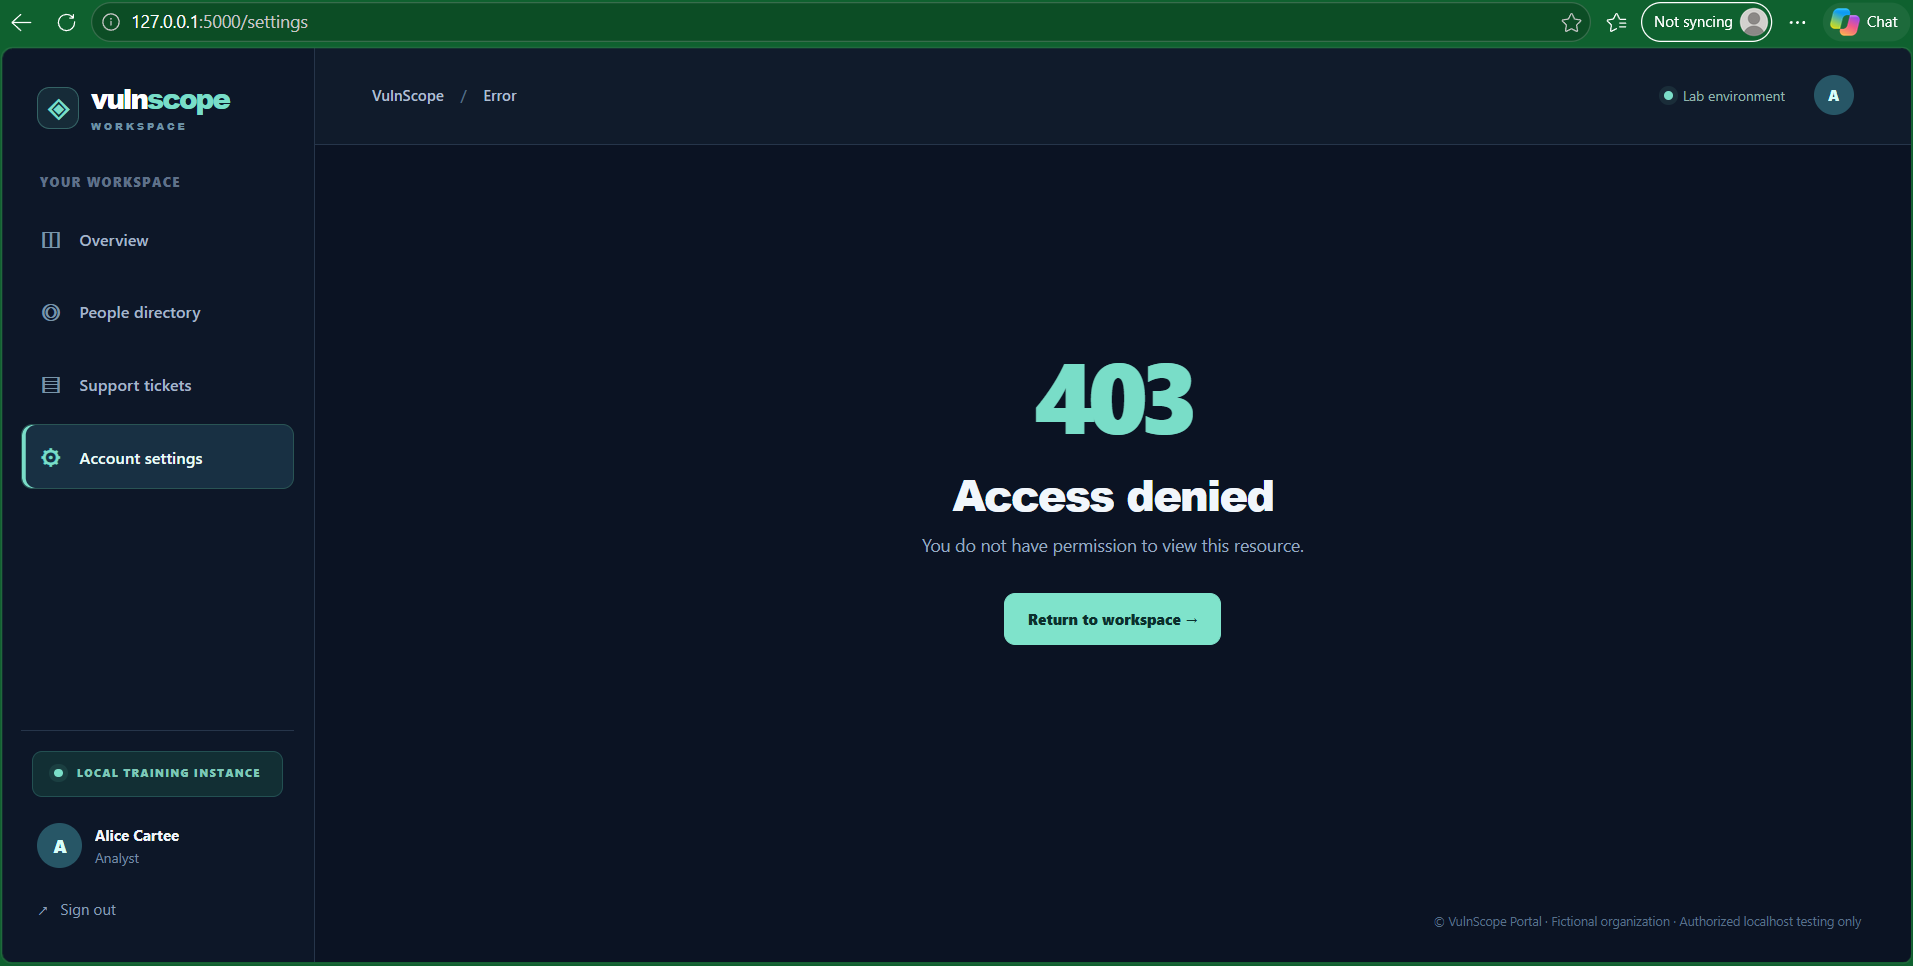 127.0.0.1:5000/settings
Not syncing
Chat
vulnscope
WORKSPACE
VulnScope / Error
Lab environment
A
YOUR WORKSPACE
Overview
People directory
Support tickets
Account settings
403
Access denied
You do not have permission to view this resource.
Return to workspace →
LOCAL TRAINING INSTANCE
A
Alice Cartee
Analyst
↗ Sign out
© VulnScope Portal · Fictional organization · Authorized localhost testing only